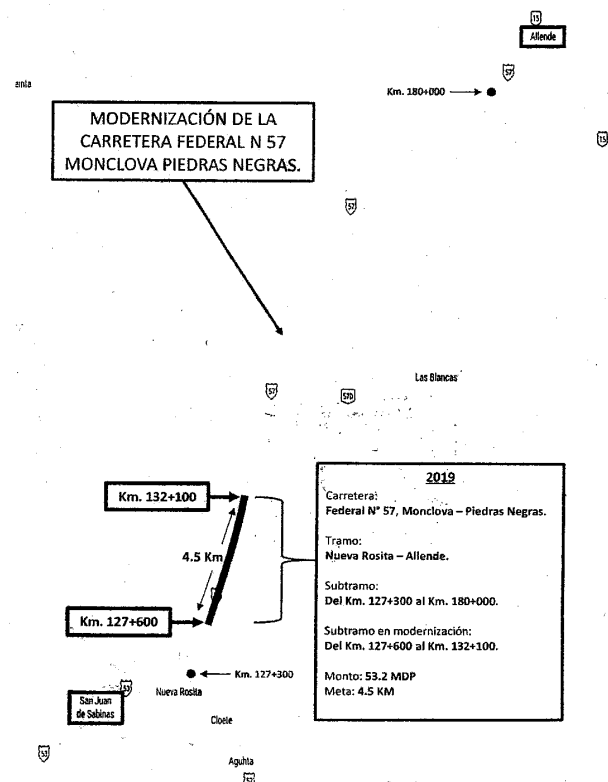 15
Allende
57
Km. 180+000
MODERNIZACIÓN DE LA
CARRETERA FEDERAL N 57
MONCLOVA PIEDRAS NEGRAS.
15
57
Las Blancas
57
57D
2019
Carretera:
Federal N° 57, Monclova – Piedras Negras.
Tramo:
Nueva Rosita – Allende.
Subtramo:
Del Km. 127+300 al Km. 180+000.
Subtramo en modernización:
Del Km. 127+600 al Km. 132+100.
Monto: 53.2 MDP
Meta: 4.5 KM
Km. 132+100
4.5 Km
Km. 127+600
Km. 127+300
53
Nueva Rosita
San Juan
de Sabinas
Cloete
53
Agujita
57